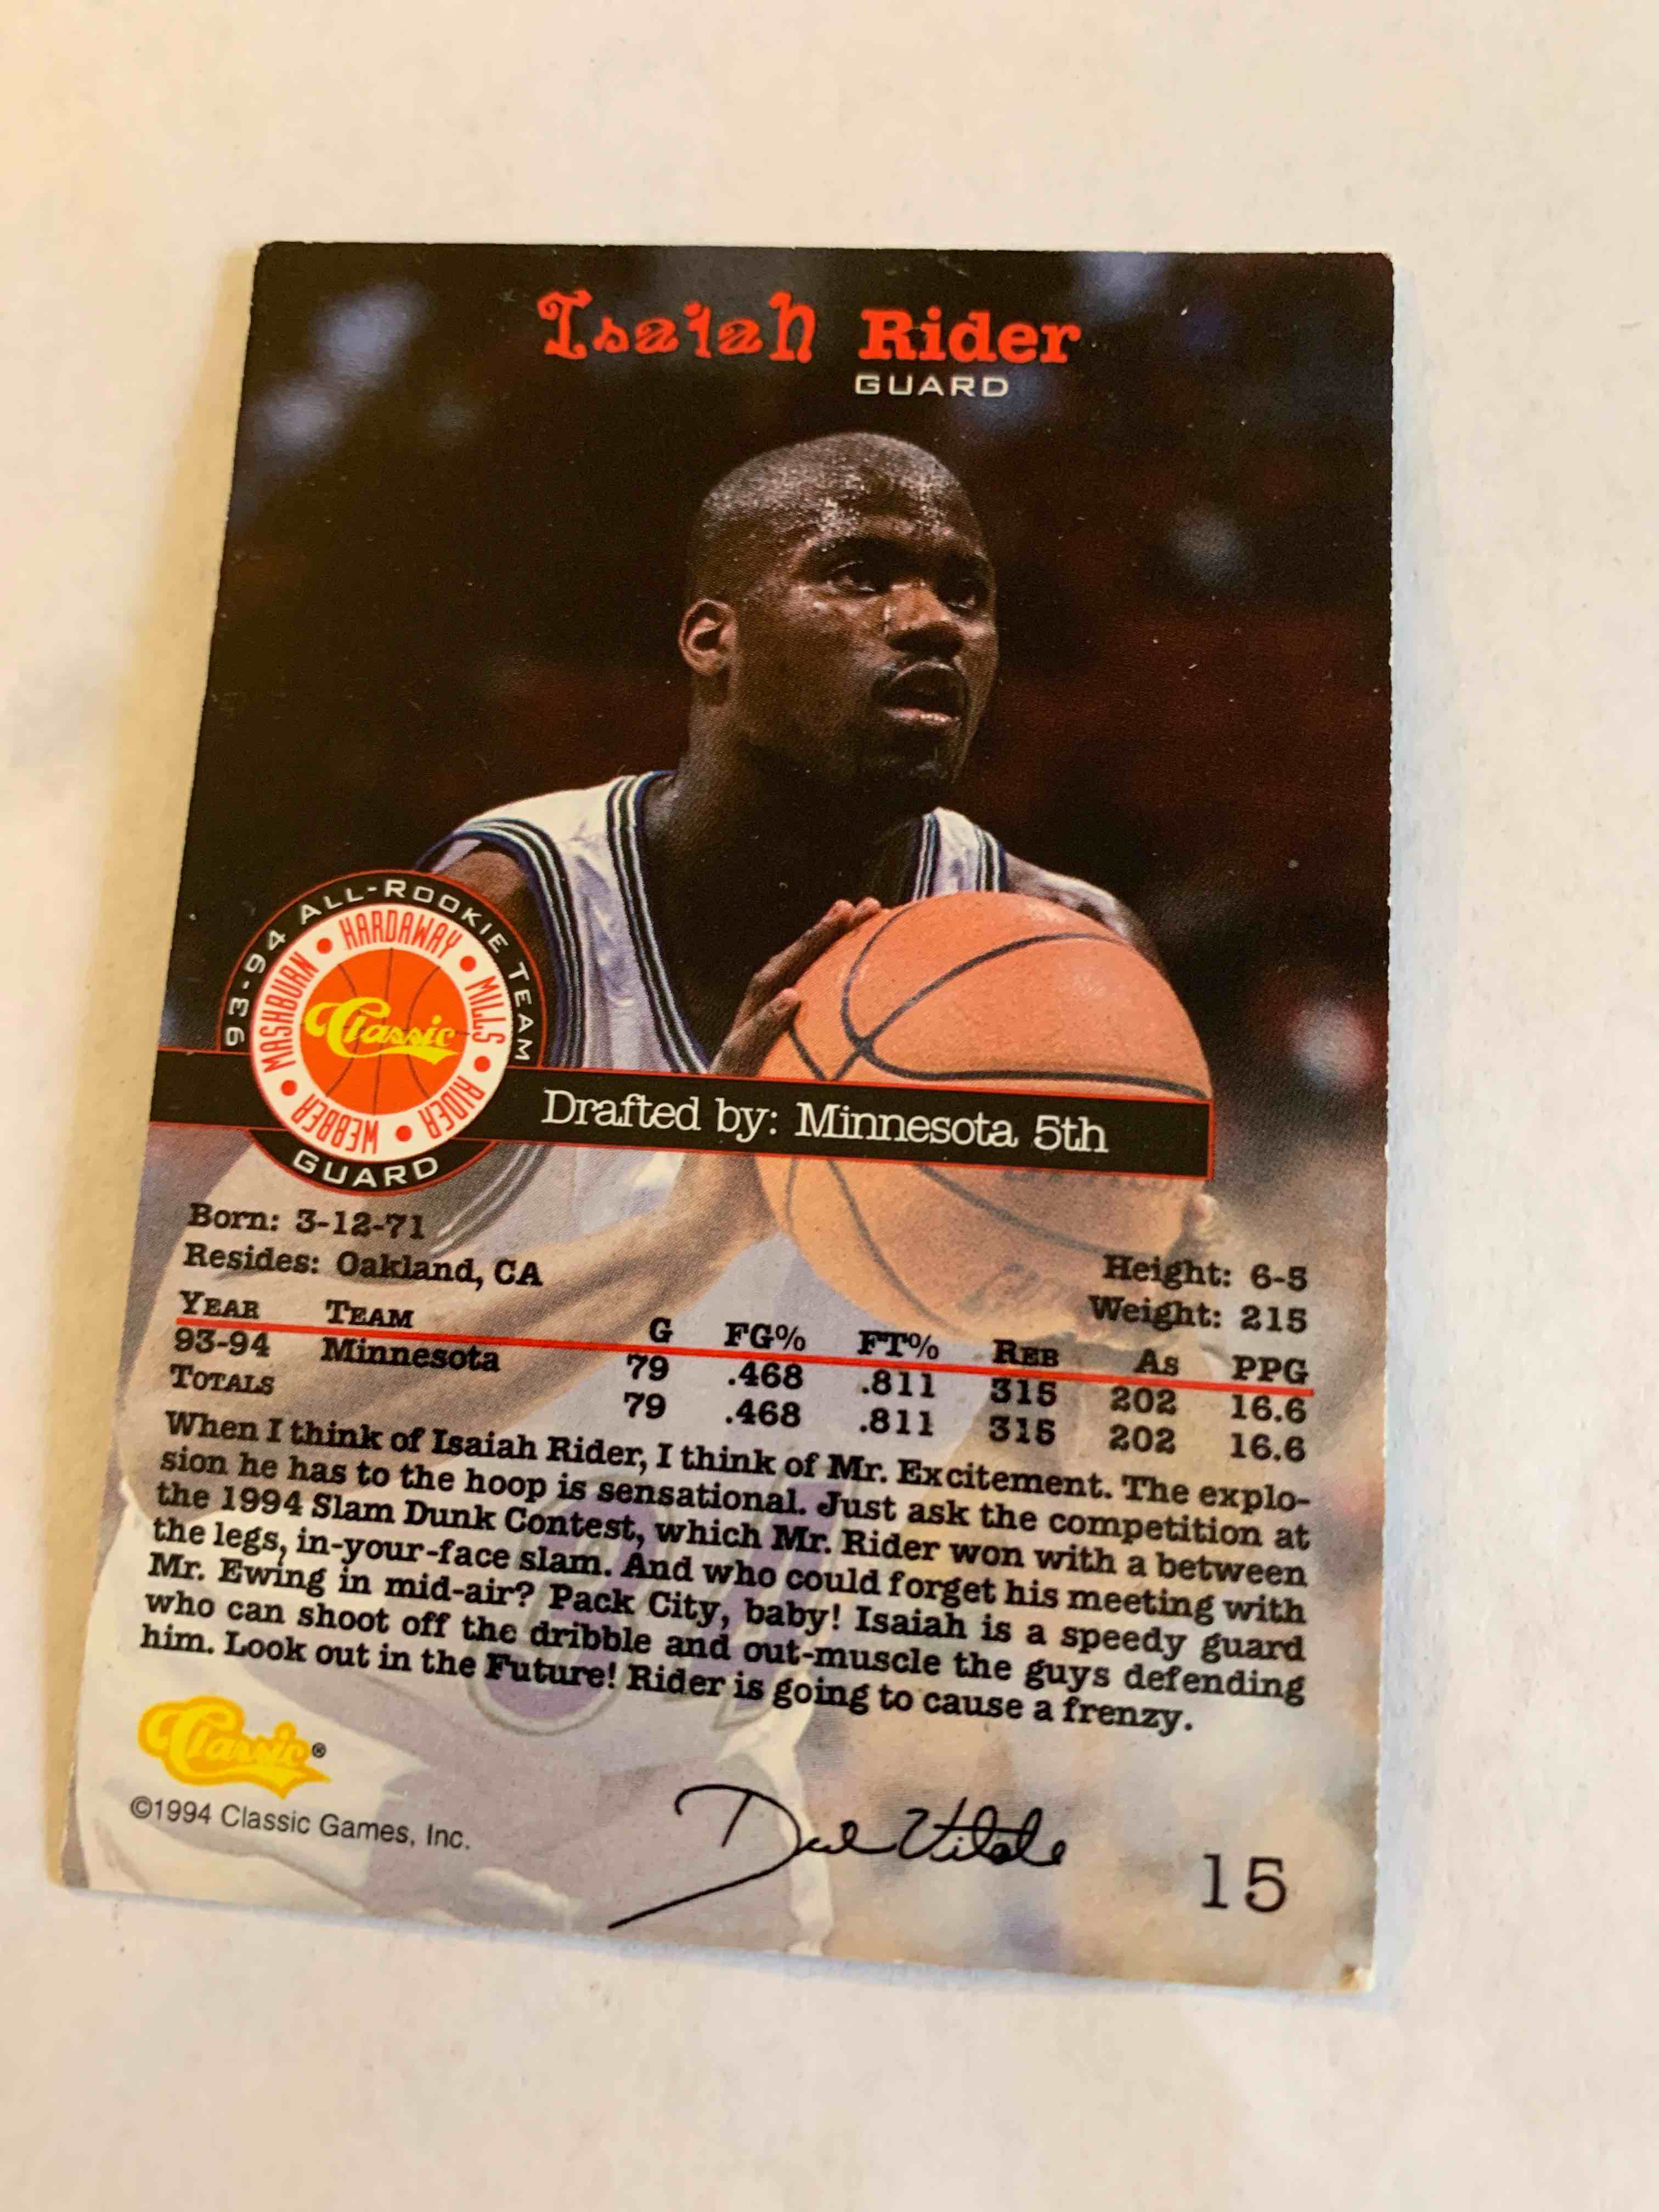 Isaiah Rider
GUARD
93-94 ALL-ROOKIE TEAM
MASHBURN • HARDAWAY • MILLS • RIDER • WEBBER •
Classic
GUARD
Drafted by: Minnesota 5th
Born: 3-12-71
Resides: Oakland, CA
Height: 6-5
Weight: 215
YEAR TEAM G FG% FT% REB AS PPG
93-94 Minnesota 79 .468 .811 315 202 16.6
TOTALS 79 .468 .811 315 202 16.6
When I think of Isaiah Rider, I think of Mr. Excitement. The explo-
sion he has to the hoop is sensational. Just ask the competition at
the 1994 Slam Dunk Contest, which Mr. Rider won with a between
the legs, in-your-face slam. And who could forget his meeting with
Mr. Ewing in mid-air? Pack City, baby! Isaiah is a speedy guard
who can shoot off the dribble and out-muscle the guys defending
him. Look out in the Future! Rider is going to cause a frenzy.
Classic®
©1994 Classic Games, Inc.
Dick Vitale
15